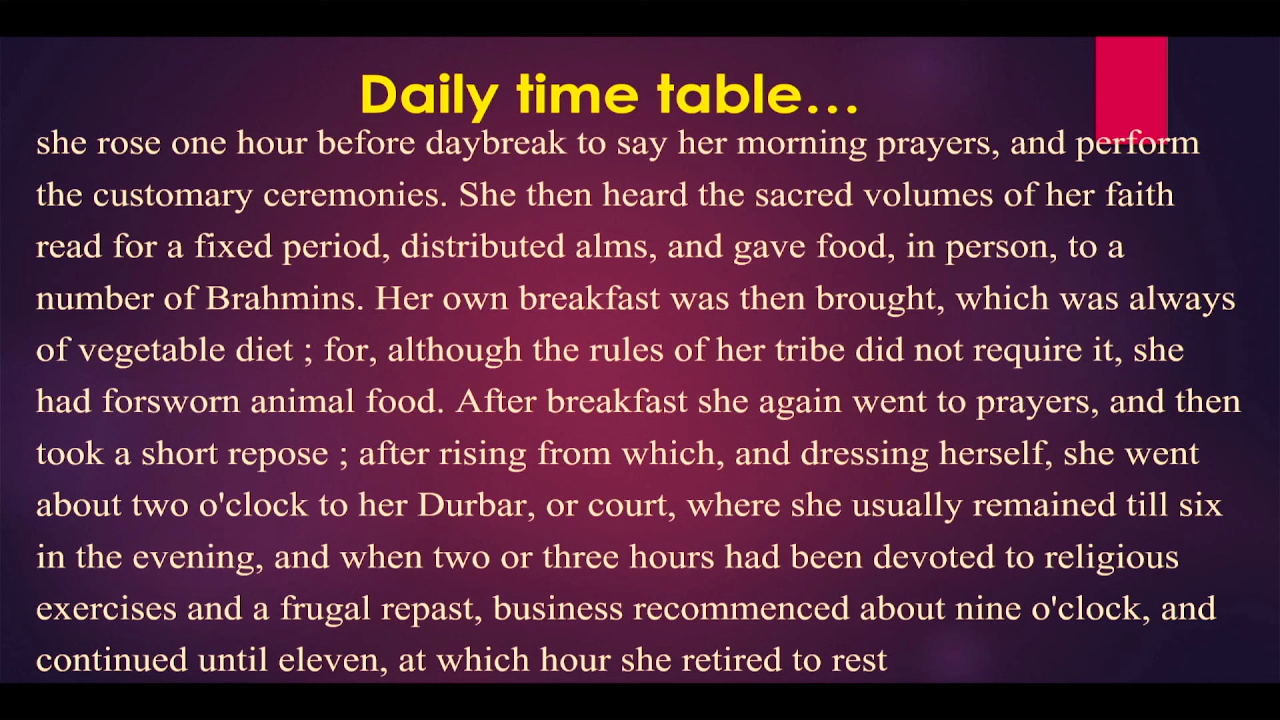 Daily time table...
she rose one hour before daybreak to say her morning prayers, and perform
the customary ceremonies. She then heard the sacred volumes of her faith
read for a fixed period, distributed alms, and gave food, in person, to a
number of Brahmins. Her own breakfast was then brought, which was always
of vegetable diet ; for, although the rules of her tribe did not require it, she
had forsworn animal food. After breakfast she again went to prayers, and then
took a short repose ; after rising from which, and dressing herself, she went
about two o'clock to her Durbar, or court, where she usually remained till six
in the evening, and when two or three hours had been devoted to religious
exercises and a frugal repast, business recommenced about nine o'clock, and
continued until eleven, at which hour she retired to rest